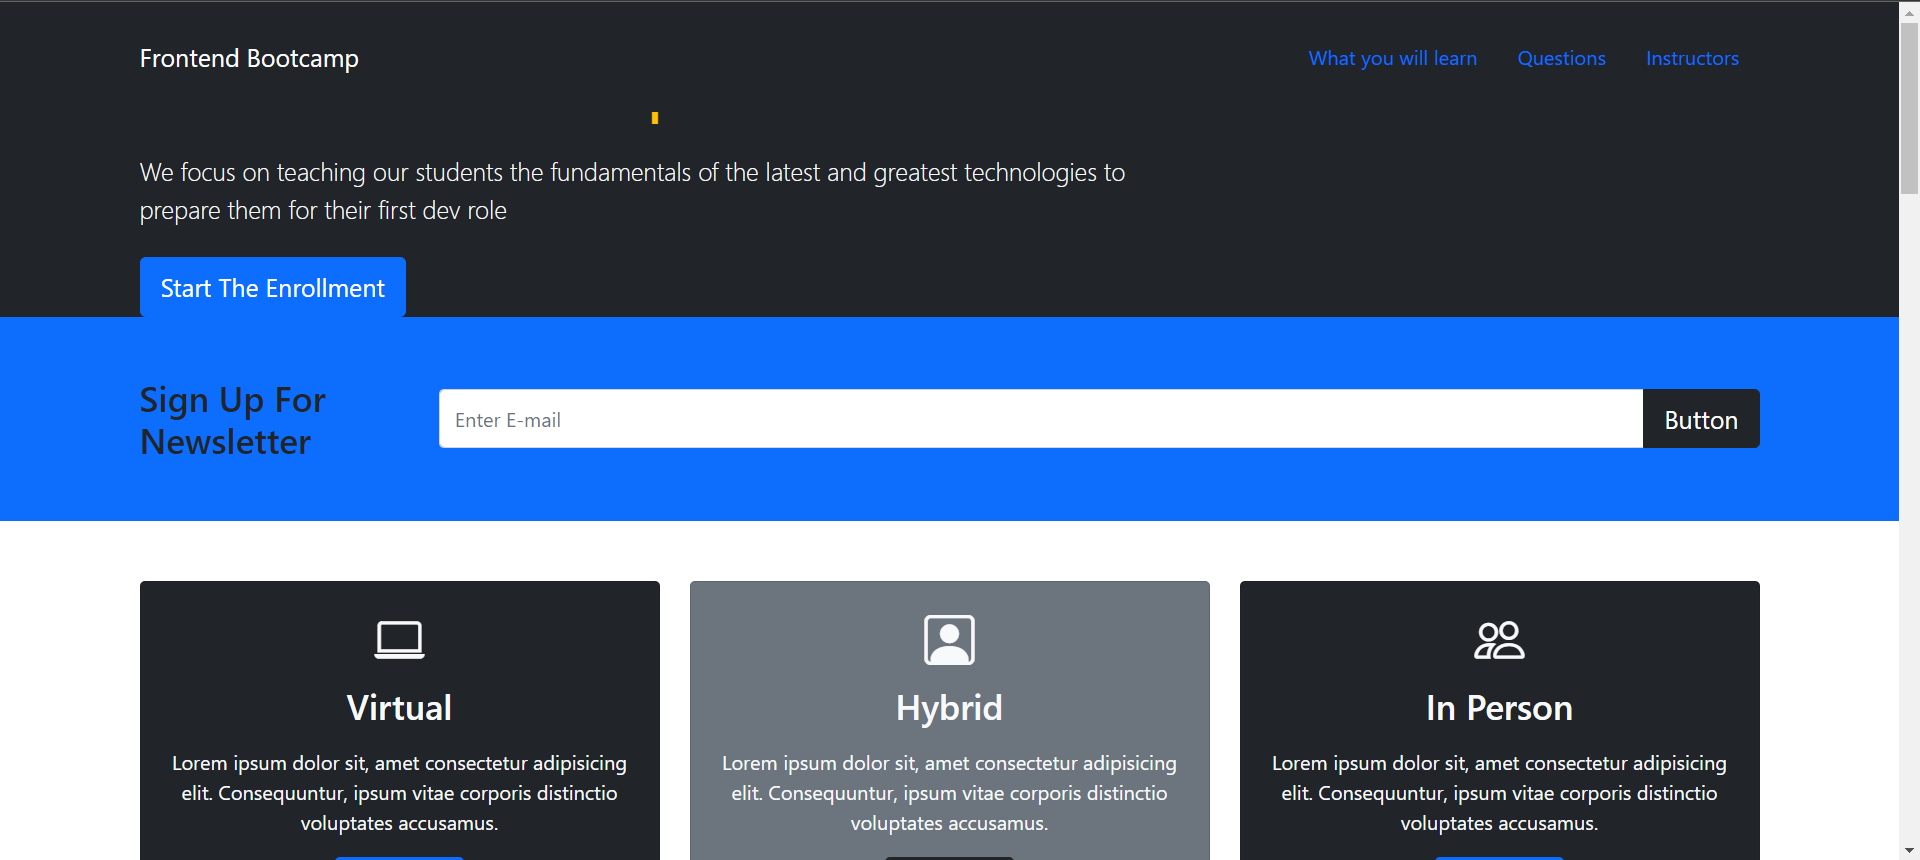 Frontend Bootcamp
What you will learn Questions Instructors
We focus on teaching our students the fundamentals of the latest and greatest technologies to
prepare them for their first dev role
Start The Enrollment
Sign Up For
Newsletter
Enter E-mail
Button
Virtual
Lorem ipsum dolor sit, amet consectetur adipisicing
elit. Consequuntur, ipsum vitae corporis distinctio
voluptates accusamus.
Hybrid
Lorem ipsum dolor sit, amet consectetur adipisicing
elit. Consequuntur, ipsum vitae corporis distinctio
voluptates accusamus.
In Person
Lorem ipsum dolor sit, amet consectetur adipisicing
elit. Consequuntur, ipsum vitae corporis distinctio
voluptates accusamus.